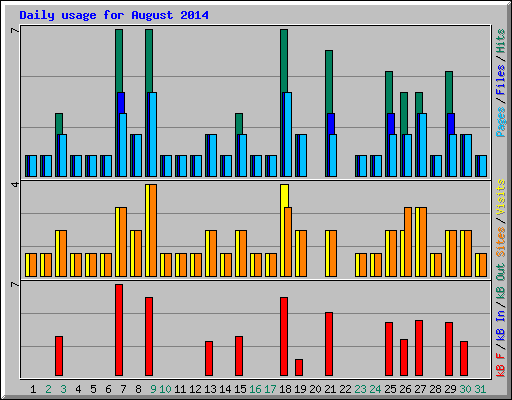 Daily usage for August 2014
7
Pages / Files / Hits
4
Sites / Visits
7
kB F / kB In / kB Out
1 2 3 4 5 6 7 8 9 10 11 12 13 14 15 16 17 18 19 20 21 22 23 24 25 26 27 28 29 30 31